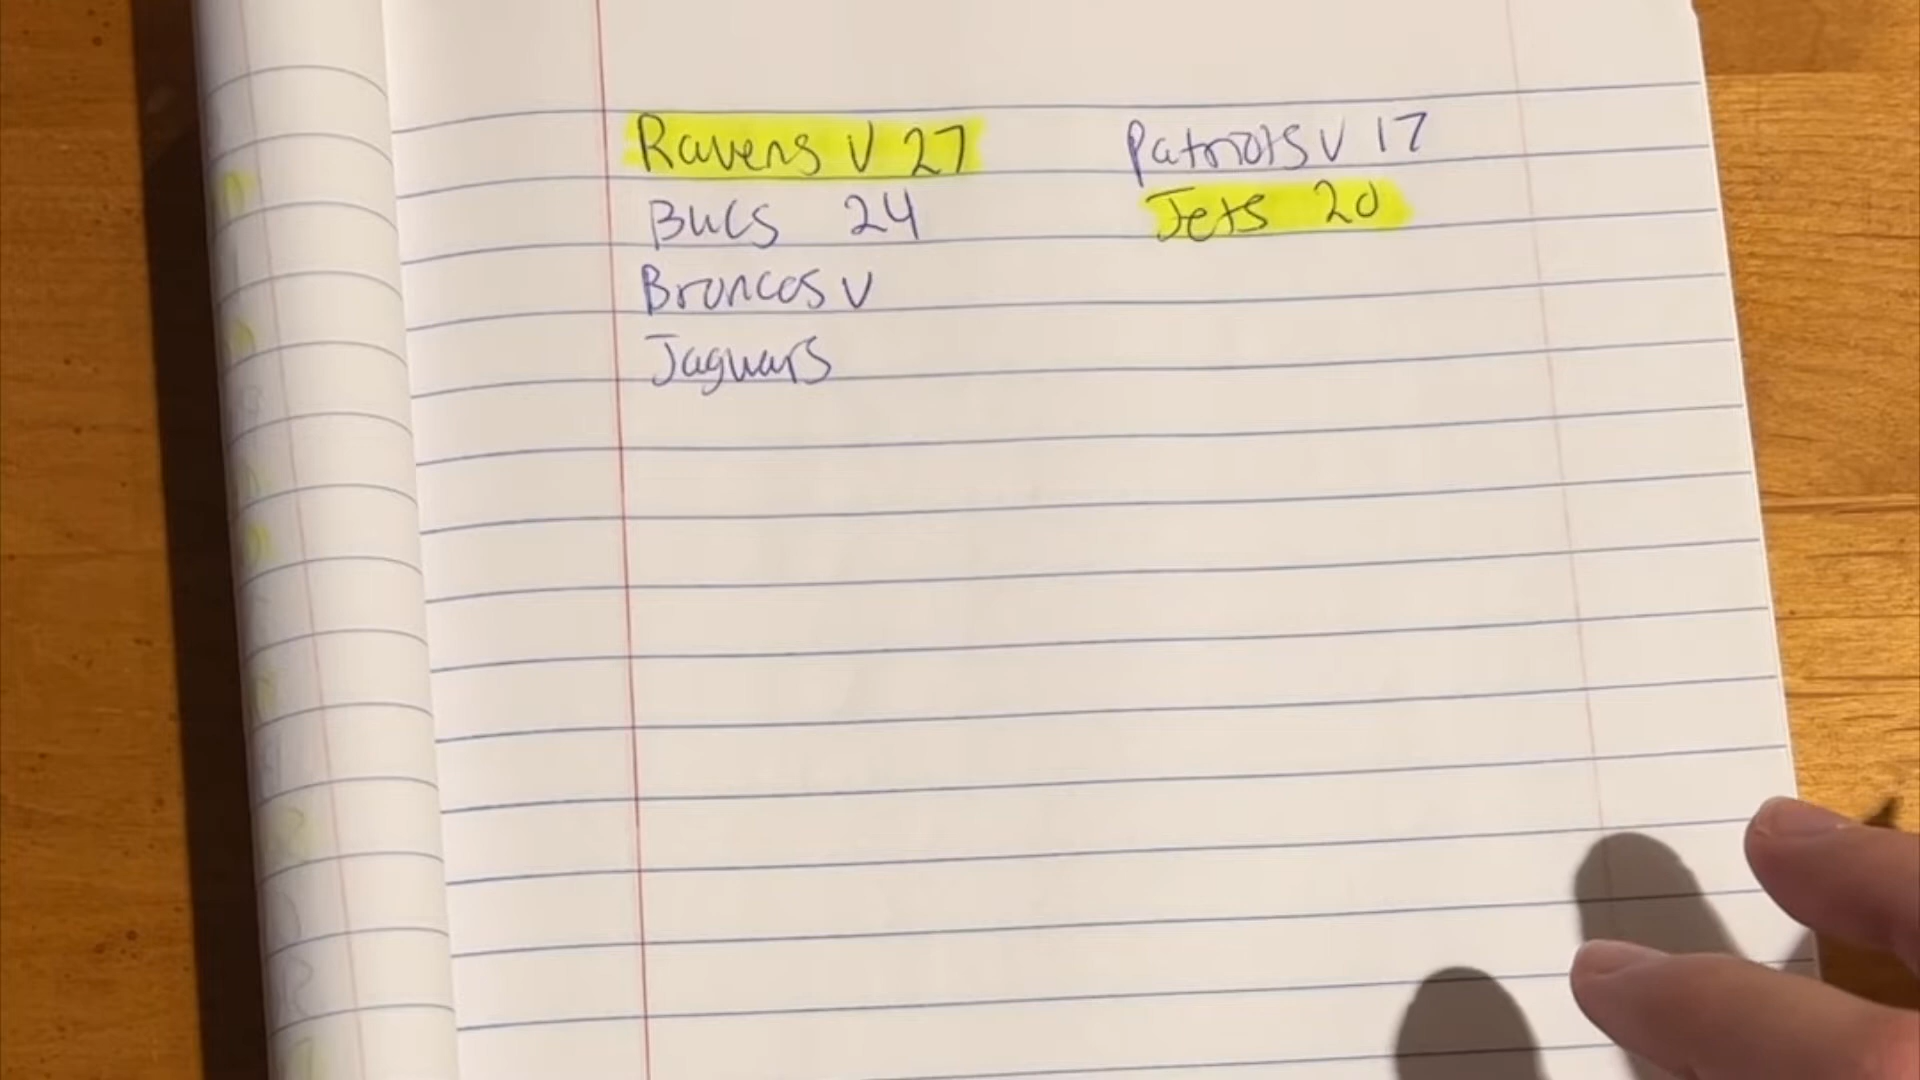 Ravens v 27
Bucs 24
Broncos v
Jaguars
Patriots v 17
Jets 20